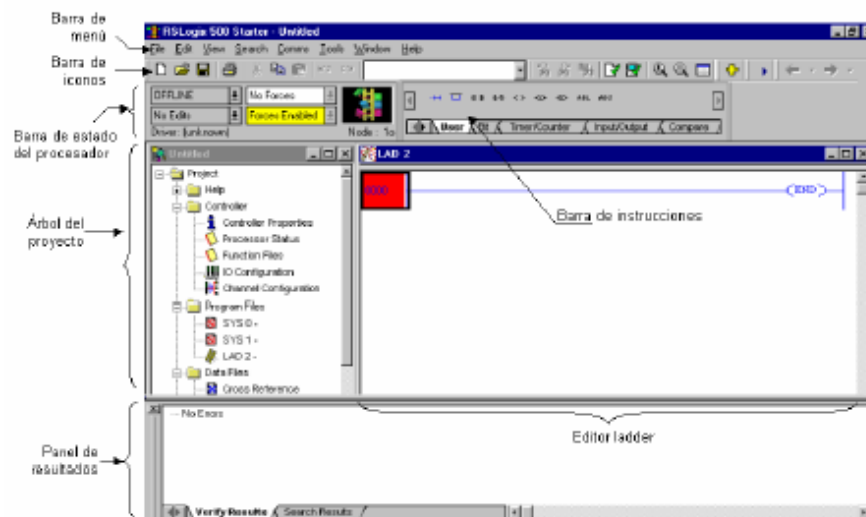 Barra de
menú
RSLogix 500 Starter - Untitled
File Edit View Search Comms Tools Window Help
Barra de
iconos
OFFLINE No Forces
No Edits Forces Enabled
Driver: (unknown) Node : 1o
User Bit Timer/Counter Input/Output Compare
Barra de estado
del procesador
Untitled
LAD 2
Project
Help
Controller
Controller Properties
Processor Status
Function Files
IO Configuration
Channel Configuration
Program Files
SYS 0 -
SYS 1 -
LAD 2 -
Data Files
Cross Reference
0000
(END)
Barra de instrucciones
Árbol del
proyecto
No Errors
Editor ladder
Panel de
resultados
Verify Results Search Results